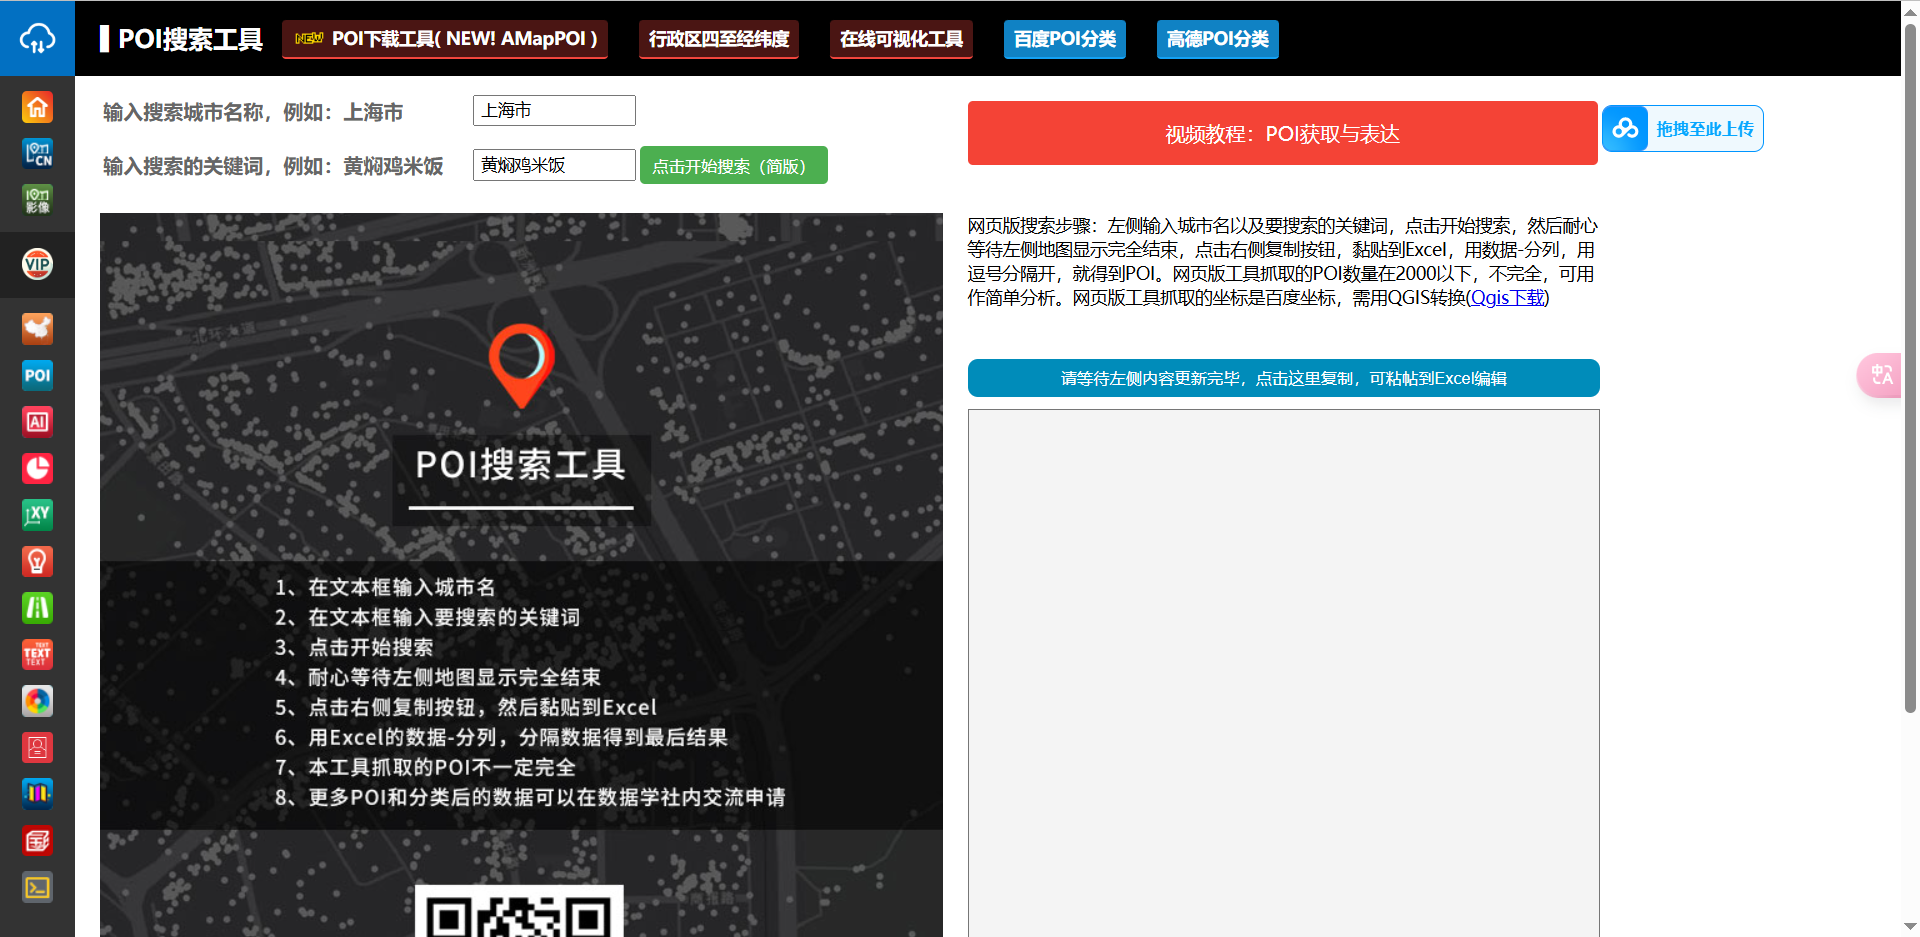 POI搜索工具
NEW POI下载工具( NEW! AMapPOI )
行政区四至经纬度
在线可视化工具
百度POI分类
高德POI分类
CN
影像
VIP
POI
AI
XY
TEXT
TEXT
TEXT
输入搜索城市名称，例如：上海市
上海市
输入搜索的关键词，例如：黄焖鸡米饭
黄焖鸡米饭
点击开始搜索（简版）
北环大道
POI搜索工具
1、在文本框输入城市名
2、在文本框输入要搜索的关键词
3、点击开始搜索
4、耐心等待左侧地图显示完全结束
5、点击右侧复制按钮，然后黏贴到Excel
6、用Excel的数据-分列，分隔数据得到最后结果
7、本工具抓取的POI不一定完全
8、更多POI和分类后的数据可以在数据学社内交流申请
视频教程：POI获取与表达
拖拽至此上传
网页版搜索步骤：左侧输入城市名以及要搜索的关键词，点击开始搜索，然后耐心
等待左侧地图显示完全结束，点击右侧复制按钮，黏贴到Excel，用数据-分列，用
逗号分隔开，就得到POI。网页版工具抓取的POI数量在2000以下，不完全，可用
作简单分析。网页版工具抓取的坐标是百度坐标，需用QGIS转换(Qgis下载)
请等待左侧内容更新完毕，点击这里复制，可粘帖到Excel编辑
中A